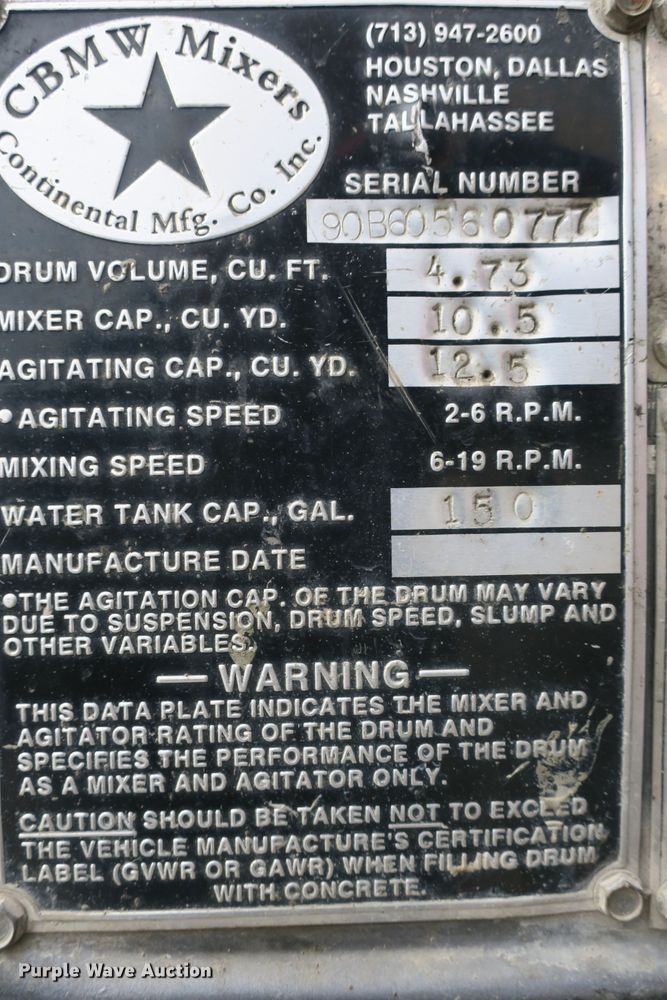 CBMW Mixers
Continental Mfg. Co. Inc.
(713) 947-2600
HOUSTON, DALLAS
NASHVILLE
TALLAHASSEE
SERIAL NUMBER
90B60560777
DRUM VOLUME, CU. FT. 4.73
MIXER CAP., CU. YD. 10.5
AGITATING CAP., CU. YD. 12.5
•AGITATING SPEED 2-6 R.P.M.
MIXING SPEED 6-19 R.P.M.
WATER TANK CAP., GAL. 150
MANUFACTURE DATE
•THE AGITATION CAP. OF THE DRUM MAY VARY
DUE TO SUSPENSION, DRUM SPEED, SLUMP AND
OTHER VARIABLES.
— WARNING —
THIS DATA PLATE INDICATES THE MIXER AND
AGITATOR RATING OF THE DRUM AND
SPECIFIES THE PERFORMANCE OF THE DRUM
AS A MIXER AND AGITATOR ONLY.
CAUTION SHOULD BE TAKEN NOT TO EXCEED
THE VEHICLE MANUFACTURE'S CERTIFICATION
LABEL (GVWR OR GAWR) WHEN FILLING DRUM
WITH CONCRETE.
Purple Wave Auction